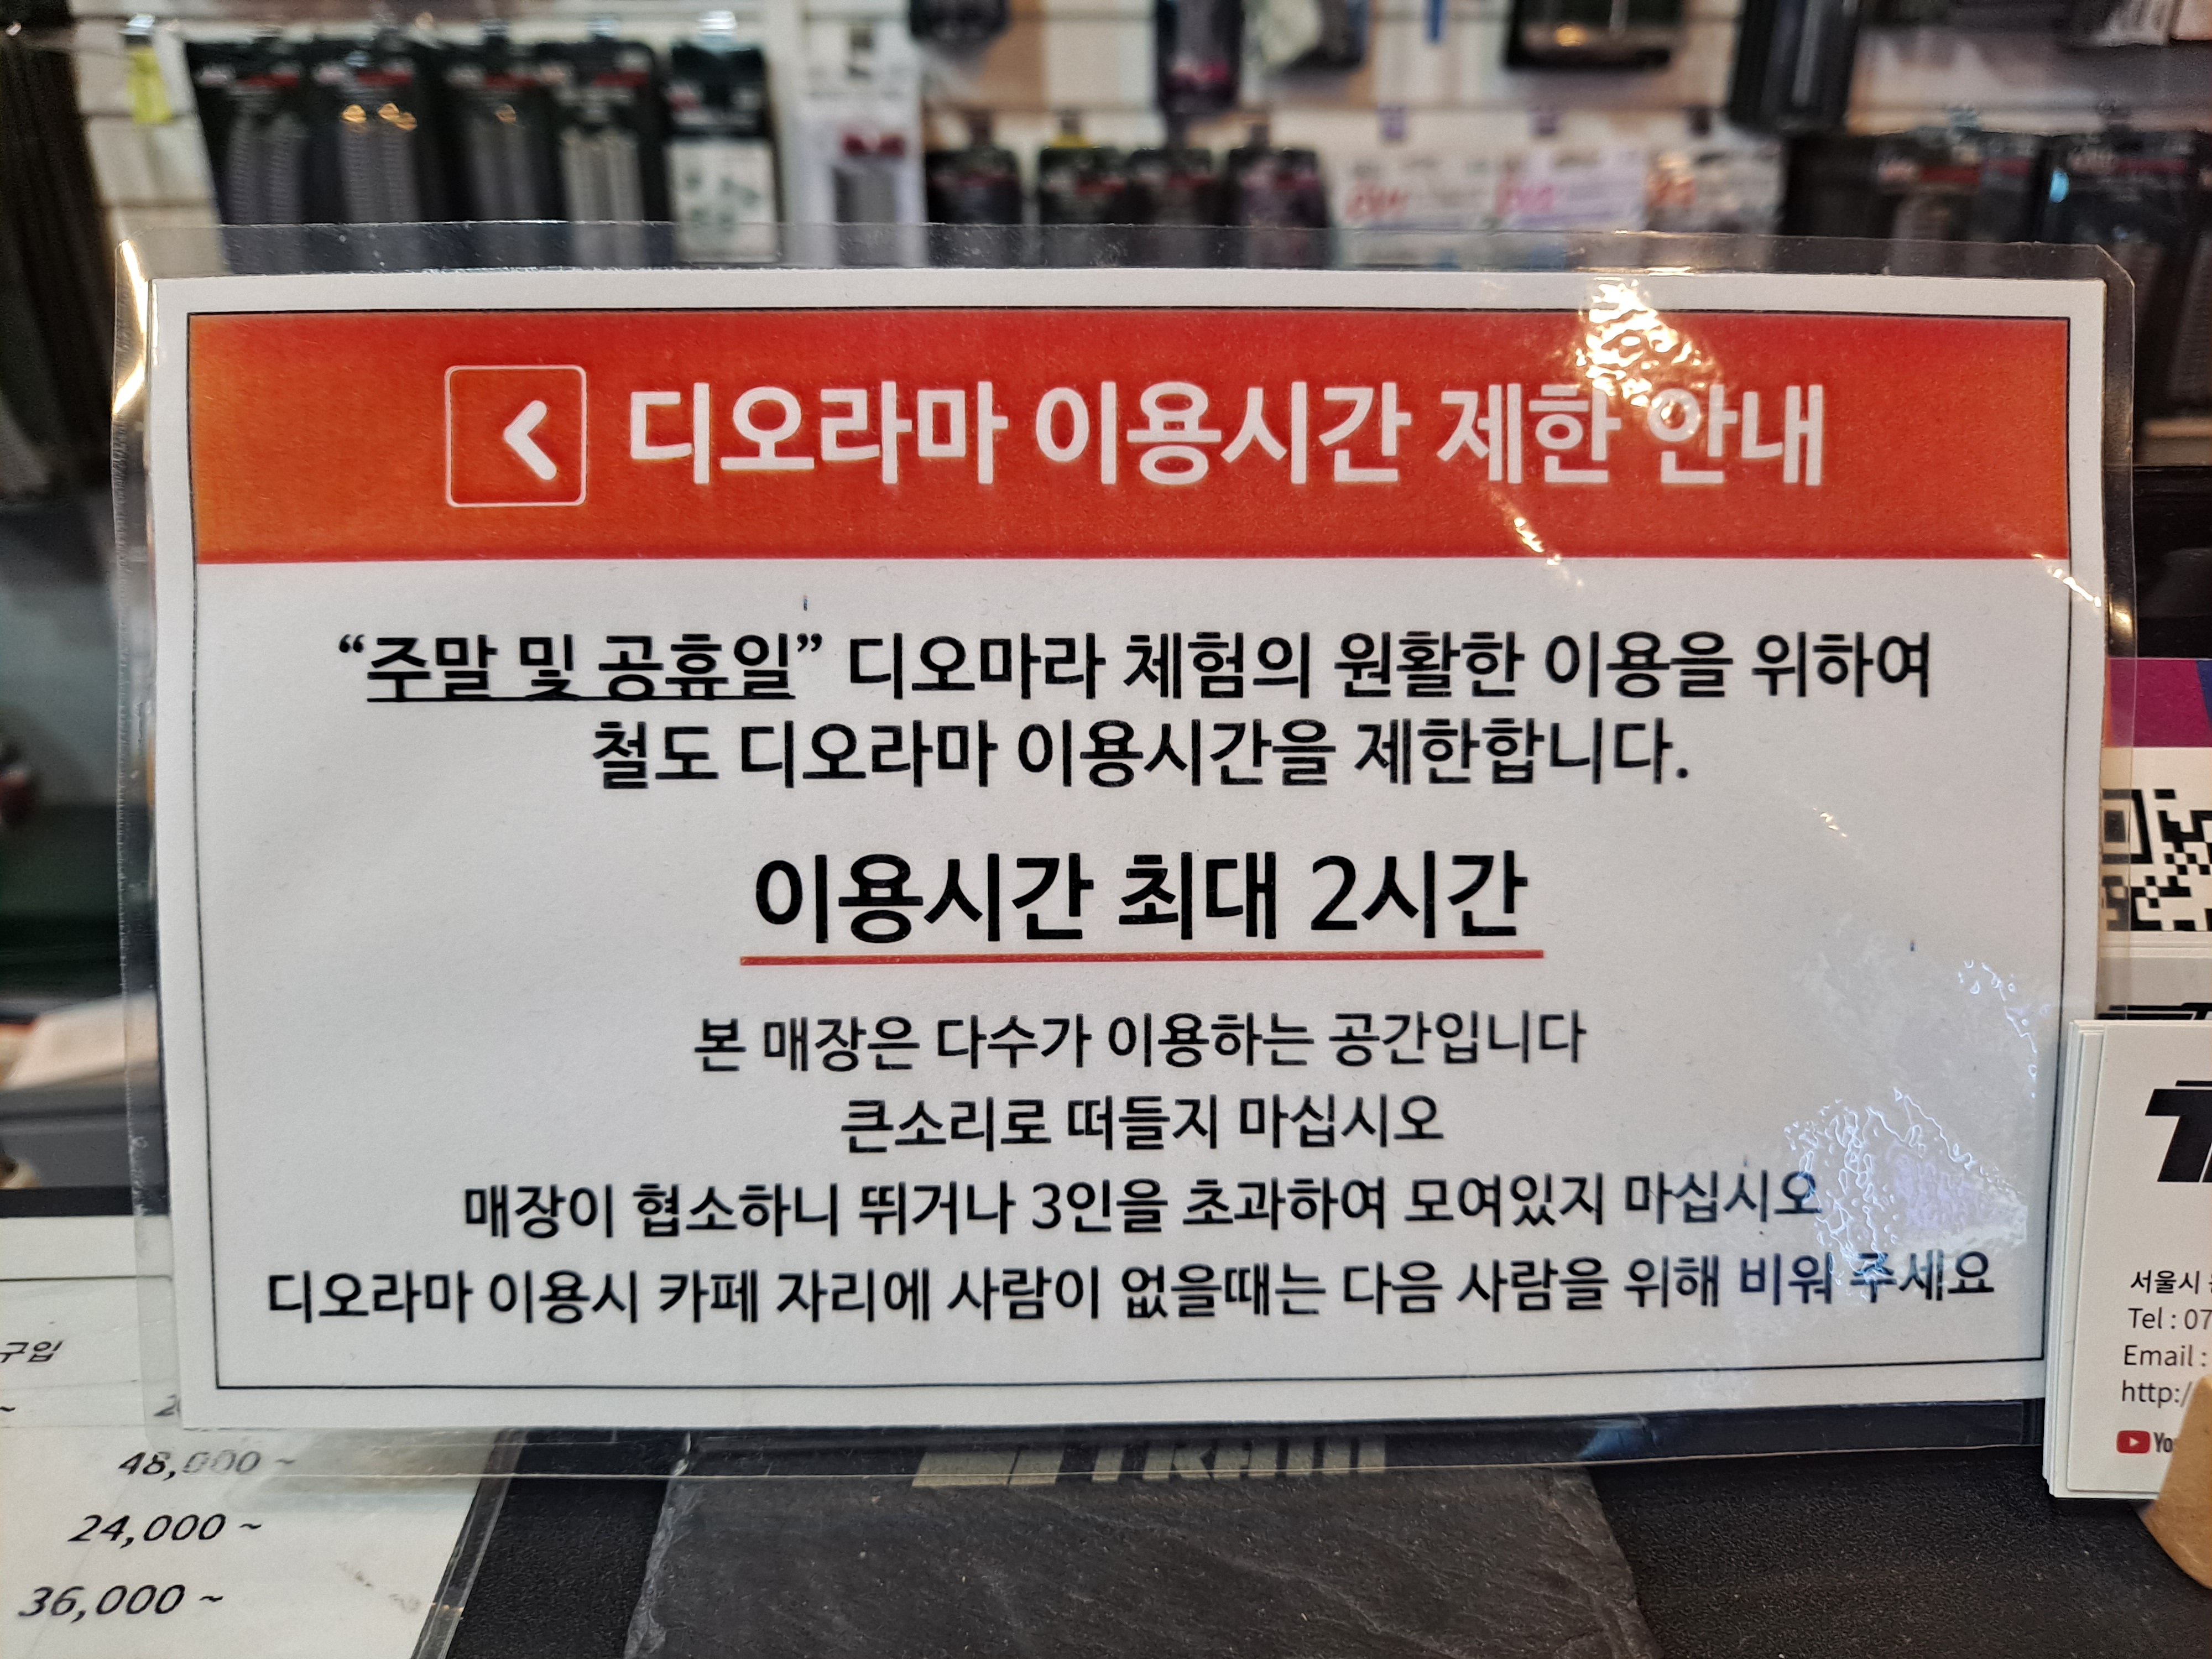 디오라마 이용시간 제한 안내
“주말 및 공휴일” 디오마라 체험의 원활한 이용을 위하여
철도 디오라마 이용시간을 제한합니다.
이용시간 최대 2시간
본 매장은 다수가 이용하는 공간입니다
큰소리로 떠들지 마십시오
매장이 협소하니 뛰거나 3인을 초과하여 모여있지 마십시오
디오라마 이용시 카페 자리에 사람이 없을때는 다음 사람을 위해 비워 주세요
구입
48,000 ~
24,000 ~
36,000 ~
서울시
Tel : 07
Email :
http:/